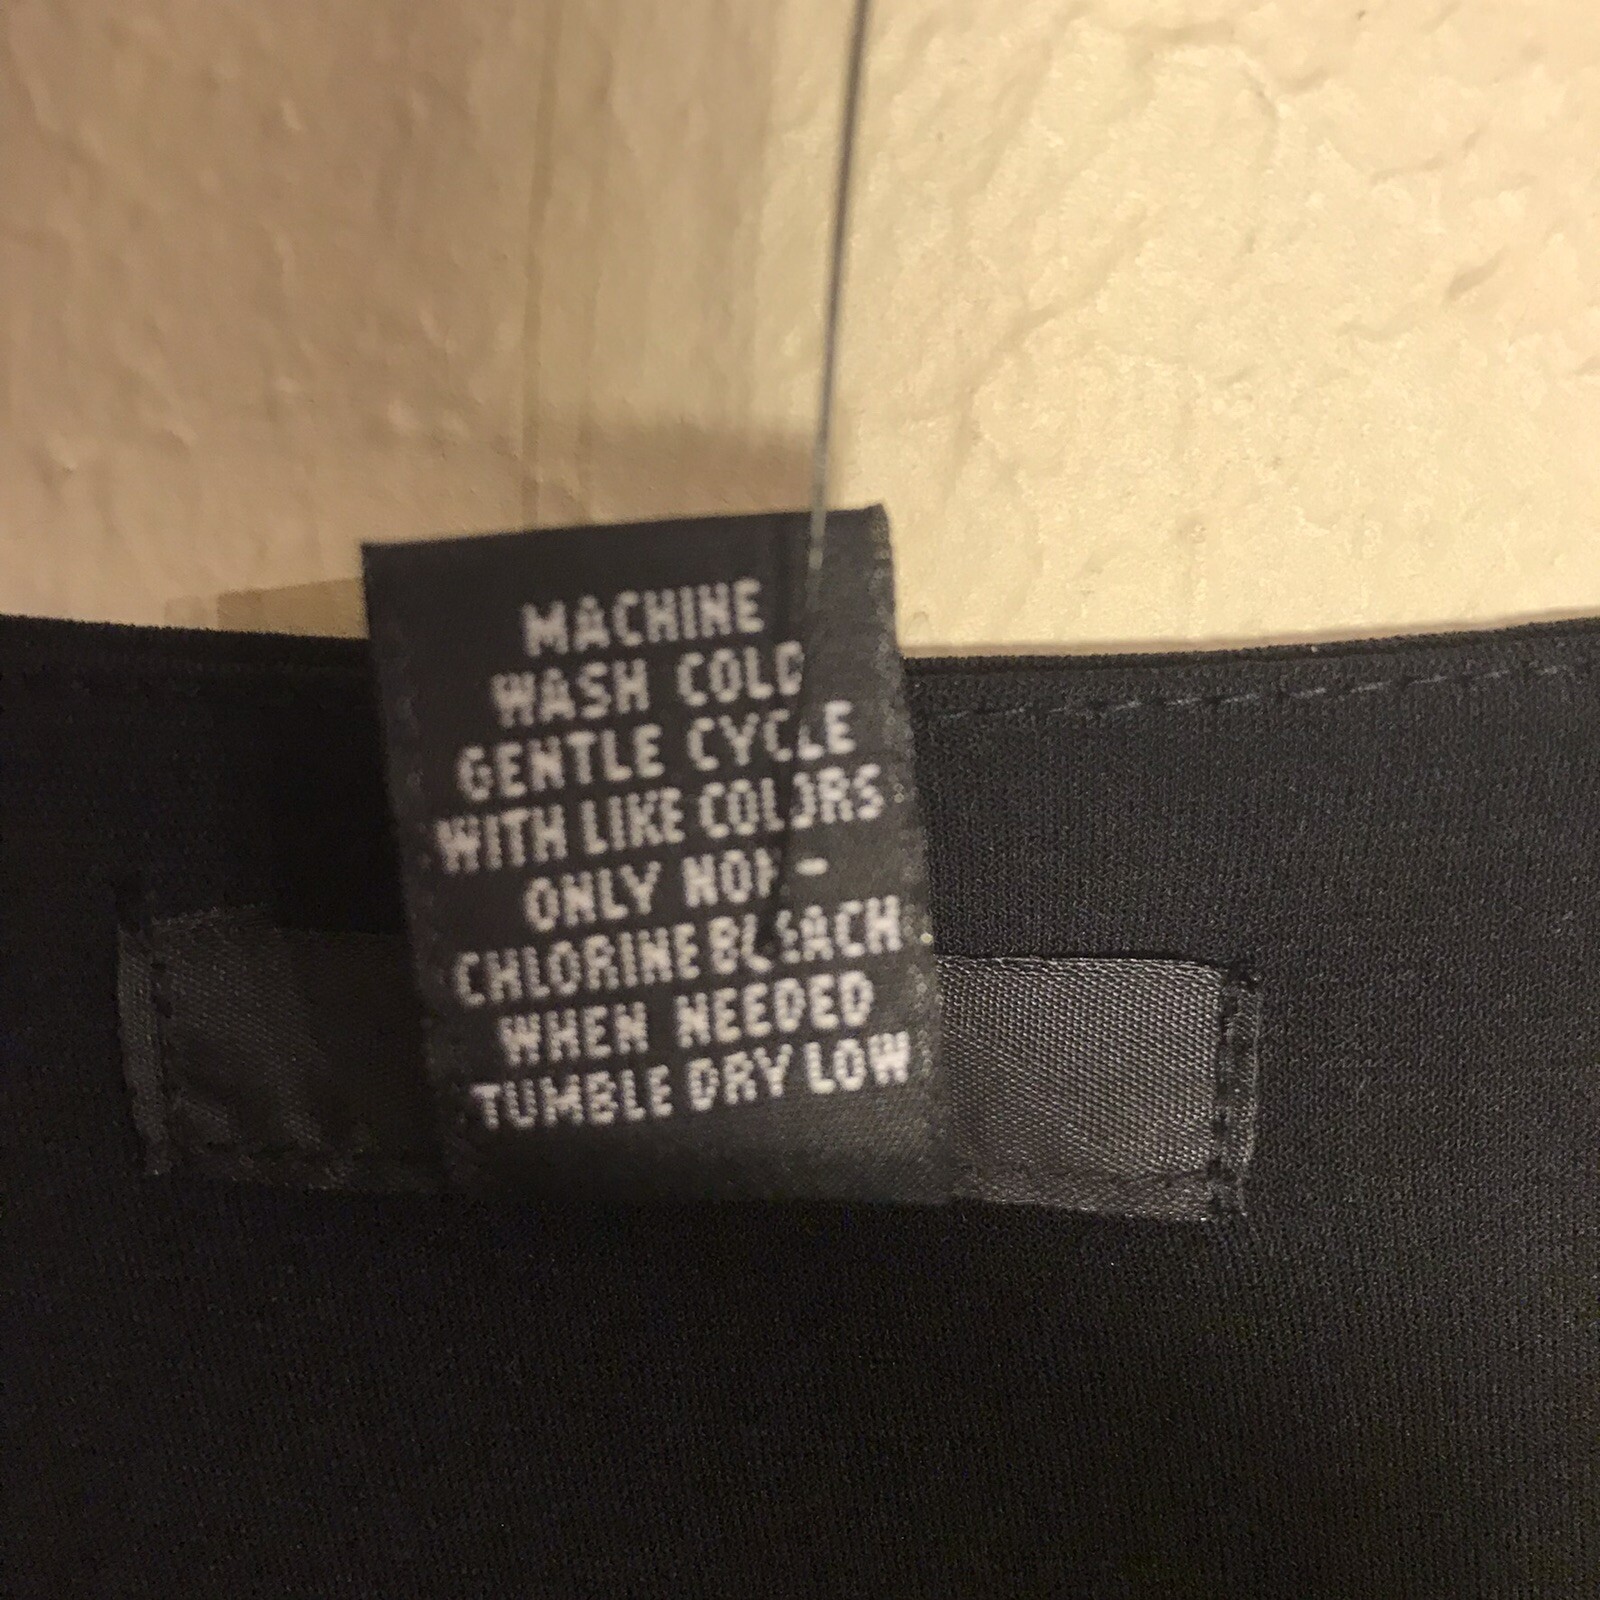 MACHINE
WASH COLD
GENTLE CYCLE
WITH LIKE COLORS
ONLY NON-
CHLORINE BLEACH
WHEN NEEDED
TUMBLE DRY LOW